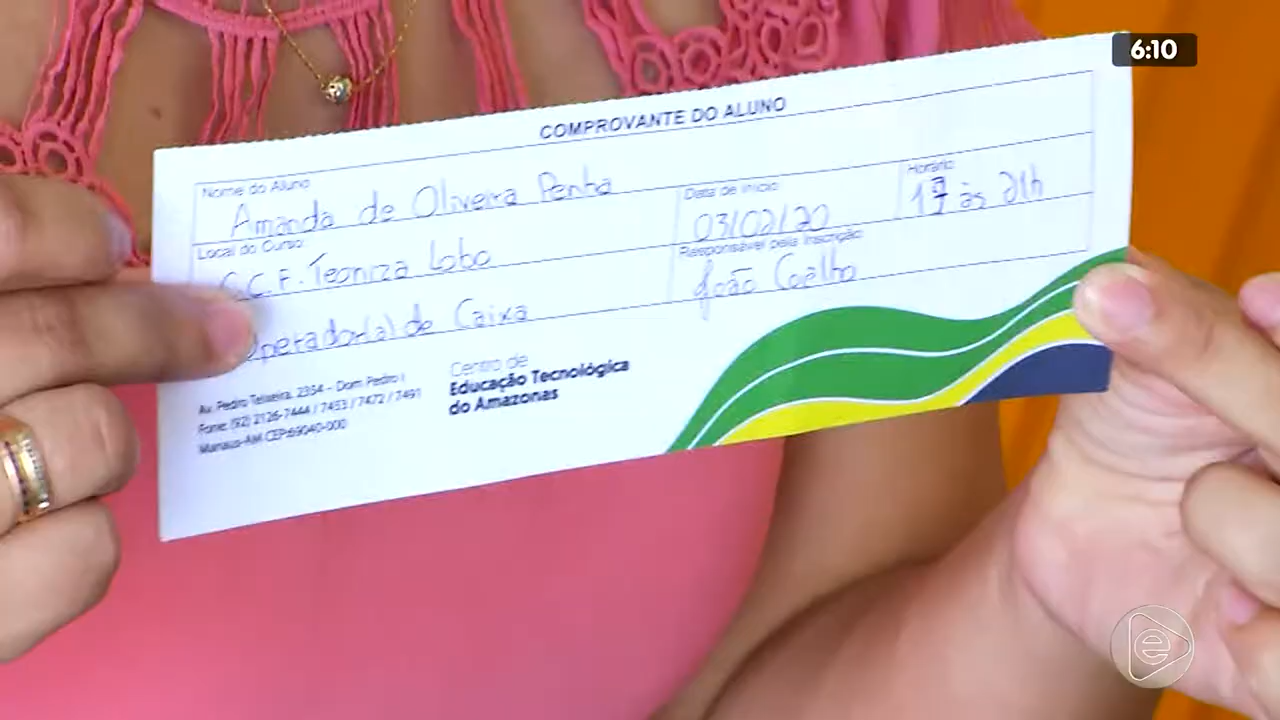 6:10
COMPROVANTE DO ALUNO
Nome do Aluno
Amanda de Oliveira Penha
Data de início
03/02/20
Horário
às 21h
Local do Curso:
C.C.F. Teoniza Lobo
Responsável pela Inscrição
João Coelho
Operador(a) de Caixa
Av. Pedro Teixeira, 2354 - Dom Pedro I
Fone: (92) 2126-7444 / 7453 / 7472 / 7491
Manaus-AM CEP:69040-000
Centro de
Educação Tecnológica
do Amazonas
e